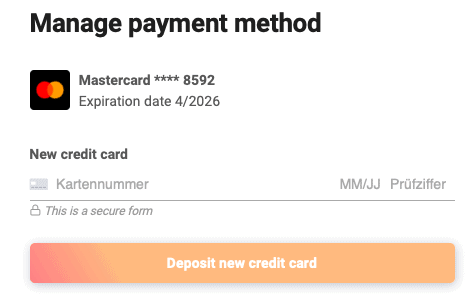 Manage payment method
Mastercard **** 8592
Expiration date 4/2026
New credit card
Kartennummer MM/JJ Prüfziffer
This is a secure form
Deposit new credit card